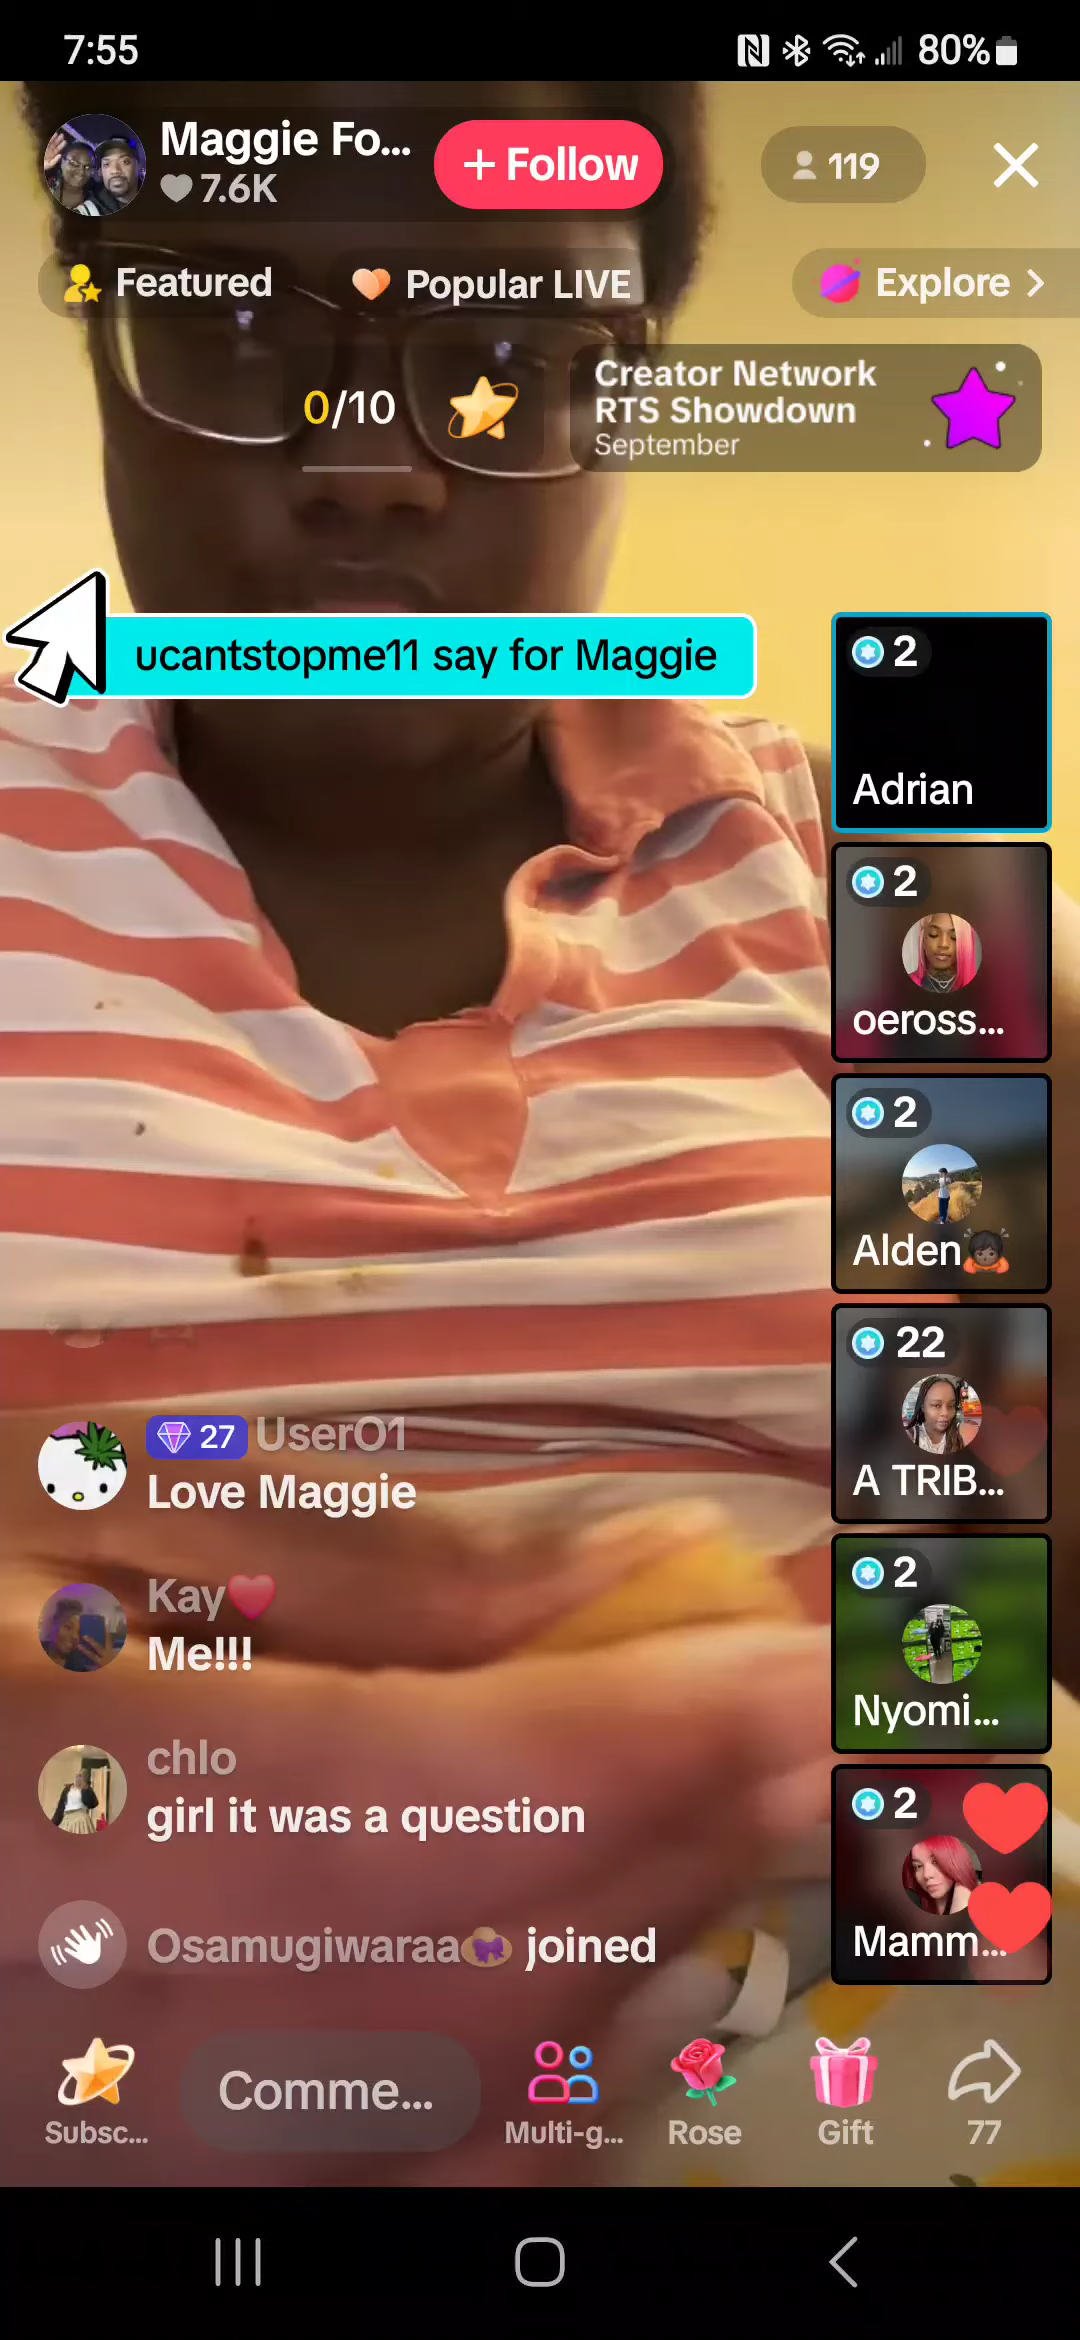 7:55
80%
Maggie Fo...
7.6K
+ Follow
119
Featured
Popular LIVE
Explore >
0/10
Creator Network
RTS Showdown
September
ucantstopme11 say for Maggie
2
Adrian
2
oeross...
2
Alden
22
A TRIB...
2
Nyomi...
2
Mamm...
27 UserO1
Love Maggie
Kay
Me!!!
chlo
girl it was a question
Osamugiwaraa joined
Subsc...
Comme...
Multi-g...
Rose
Gift
77